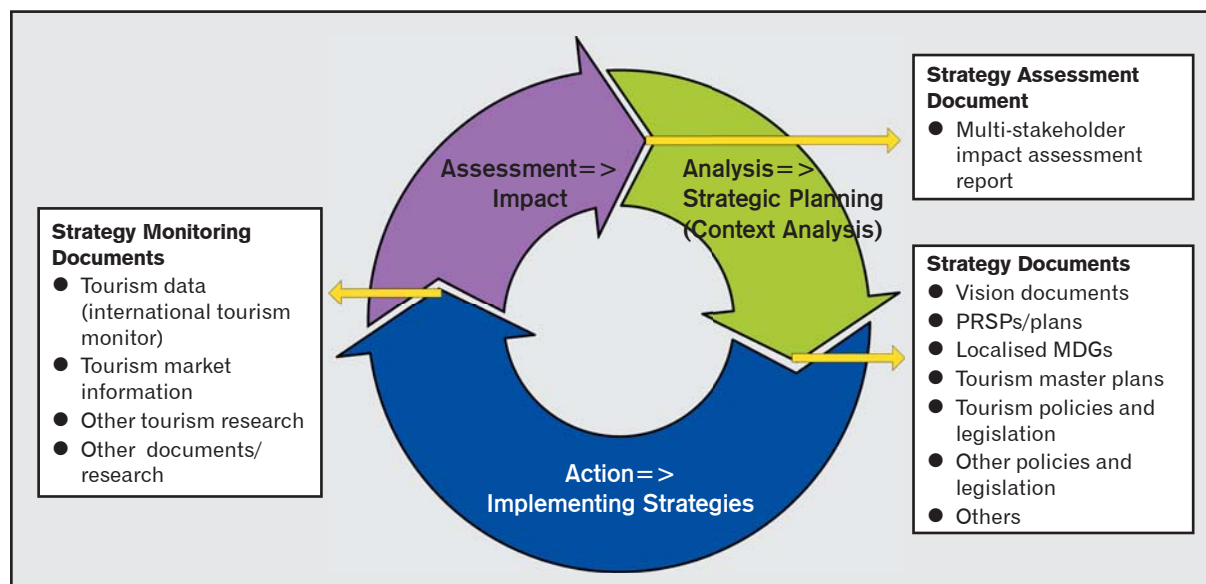 Assessment=>
Impact
Analysis=>
Strategic Planning
(Context Analysis)
Action=>
Implementing Strategies
Strategy Assessment
Document
● Multi-stakeholder
impact assessment
report
Strategy Documents
● Vision documents
● PRSPs/plans
● Localised MDGs
● Tourism master plans
● Tourism policies and
legislation
● Other policies and
legislation
● Others
Strategy Monitoring
Documents
● Tourism data
(international tourism
monitor)
● Tourism market
information
● Other tourism research
● Other documents/
research